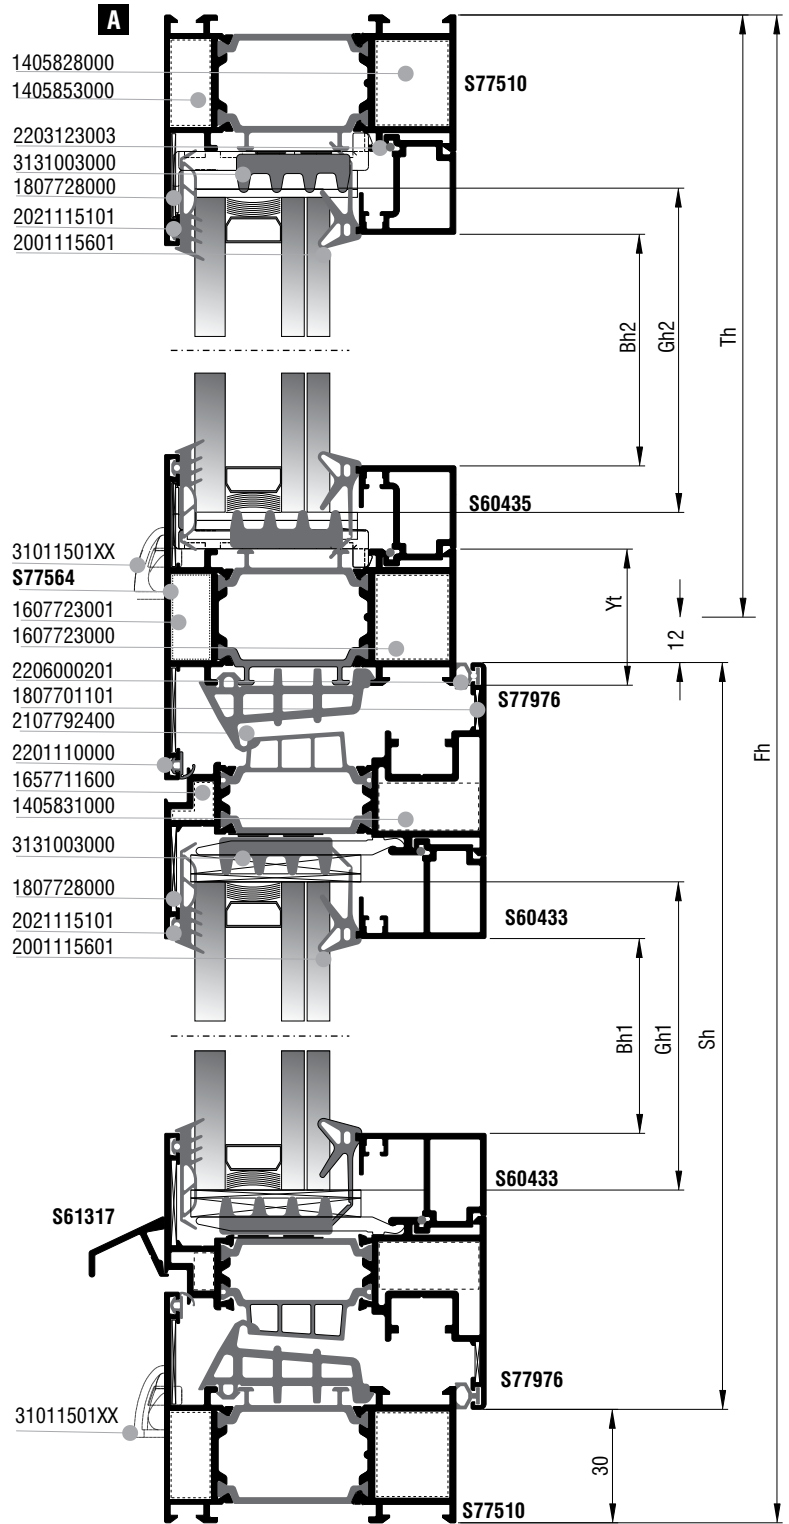 A
1405828000
1405853000
S77510
2203123003
3131003000
1807728000
2021115101
2001115601
Bh2
Gh2
Th
S60435
31011501XX
S77564
1607723001
1607723000
Yt
12
2206000201
1807701101
2107792400
S77976
2201110000
1657711600
1405831000
Fh
3131003000
1807728000
2021115101
2001115601
S60433
Bh1
Gh1
Sh
S60433
S61317
S77976
31011501XX
30
S77510